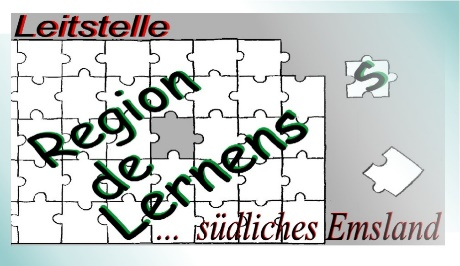 Leitstelle
Region
de
Lernens
s
... südliches Emsland